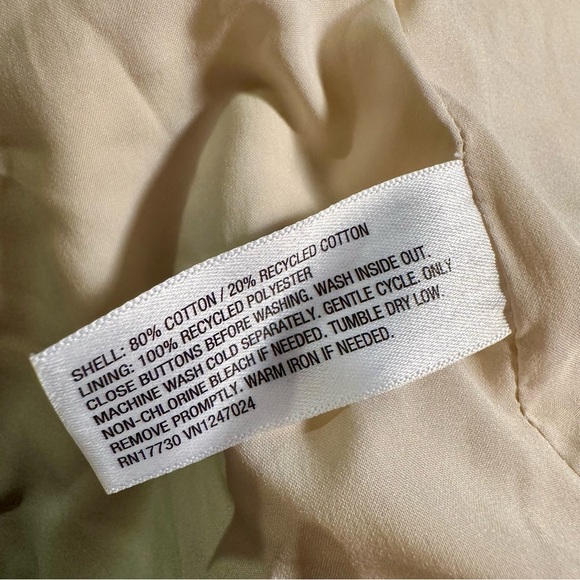 SHELL: 80% COTTON / 20% RECYCLED COTTON
LINING: 100% RECYCLED POLYESTER
CLOSE BUTTONS BEFORE WASHING. WASH INSIDE OUT.
MACHINE WASH COLD SEPARATELY. GENTLE CYCLE. ONLY
NON-CHLORINE BLEACH IF NEEDED. TUMBLE DRY LOW.
REMOVE PROMPTLY. WARM IRON IF NEEDED.
RN17730 VN1247024